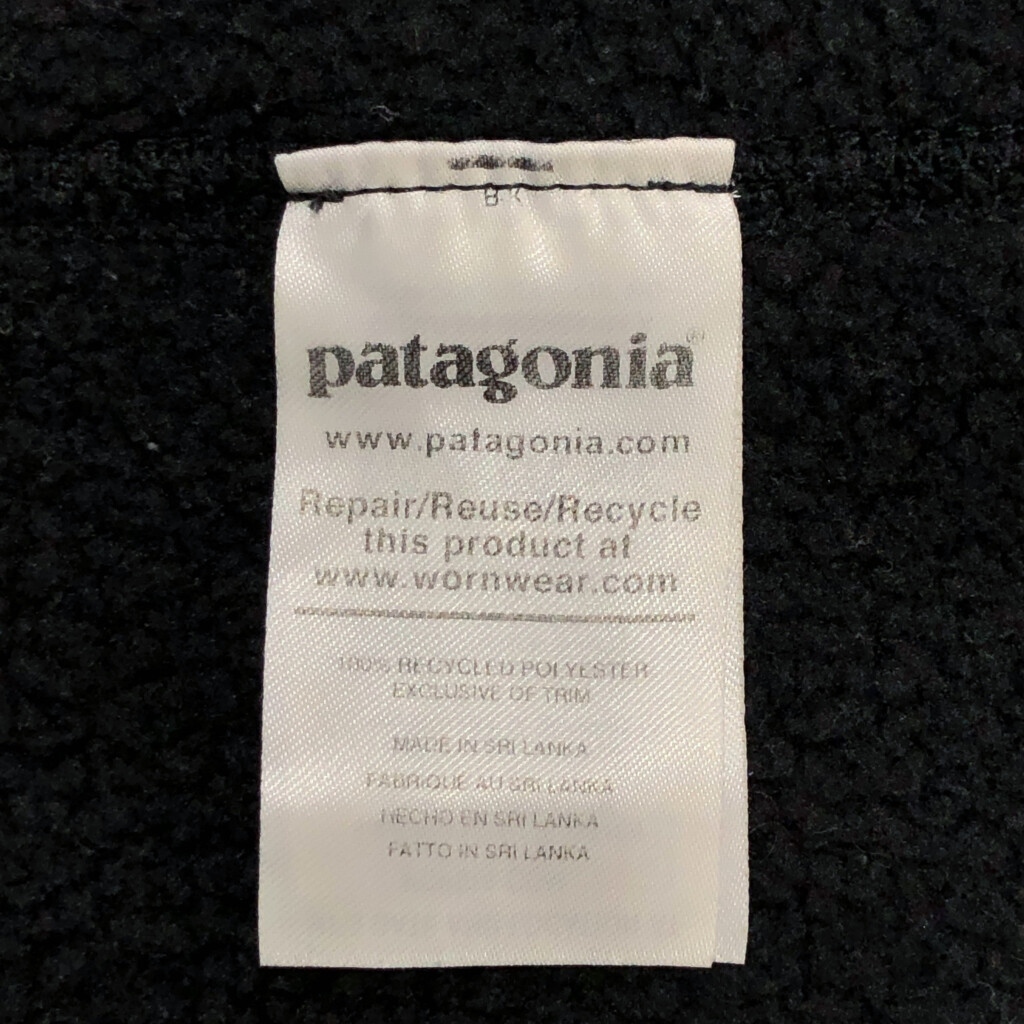 patagonia®
www.patagonia.com
Repair/Reuse/Recycle
this product at
www.wornwear.com
100% RECYCLED POLYESTER
EXCLUSIVE OF TRIM
MADE IN SRI LANKA
FABRIQUÉ AU SRI LANKA
HECHO EN SRI LANKA
FATTO IN SRI LANKA